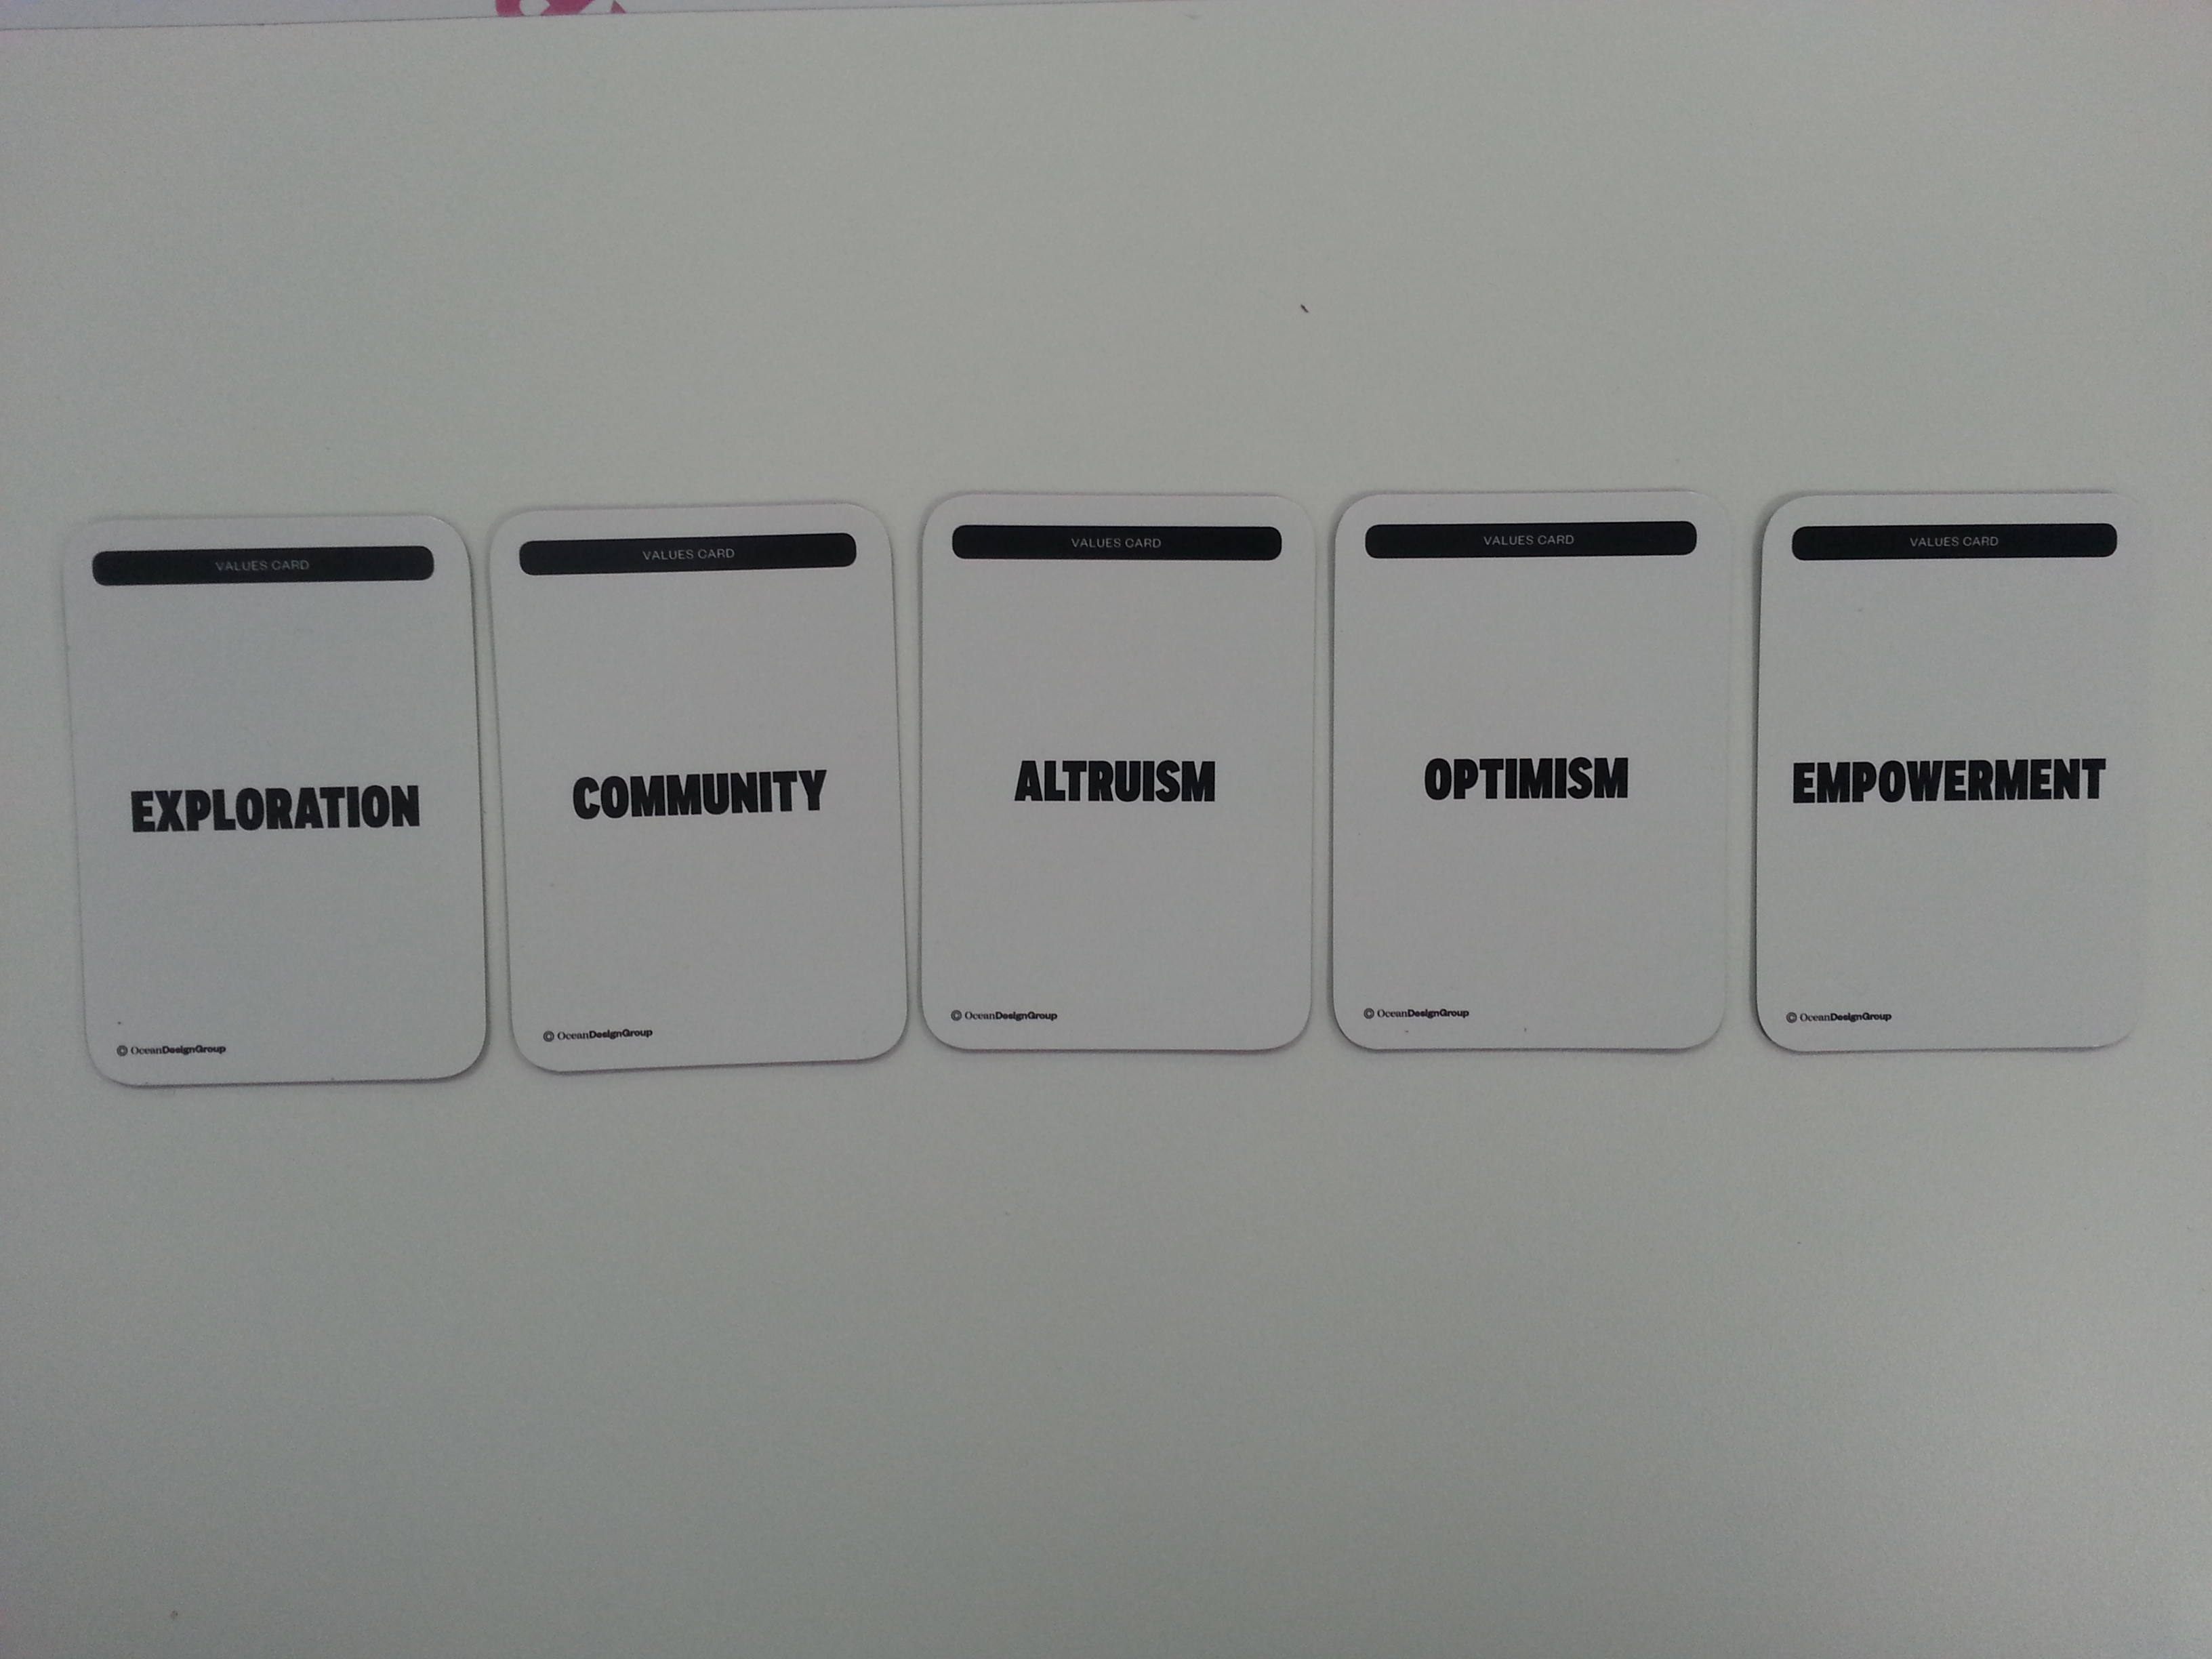 VALUES CARD
EXPLORATION
© OceanDesignGroup
VALUES CARD
COMMUNITY
© OceanDesignGroup
VALUES CARD
ALTRUISM
© OceanDesignGroup
VALUES CARD
OPTIMISM
© OceanDesignGroup
VALUES CARD
EMPOWERMENT
© OceanDesignGroup